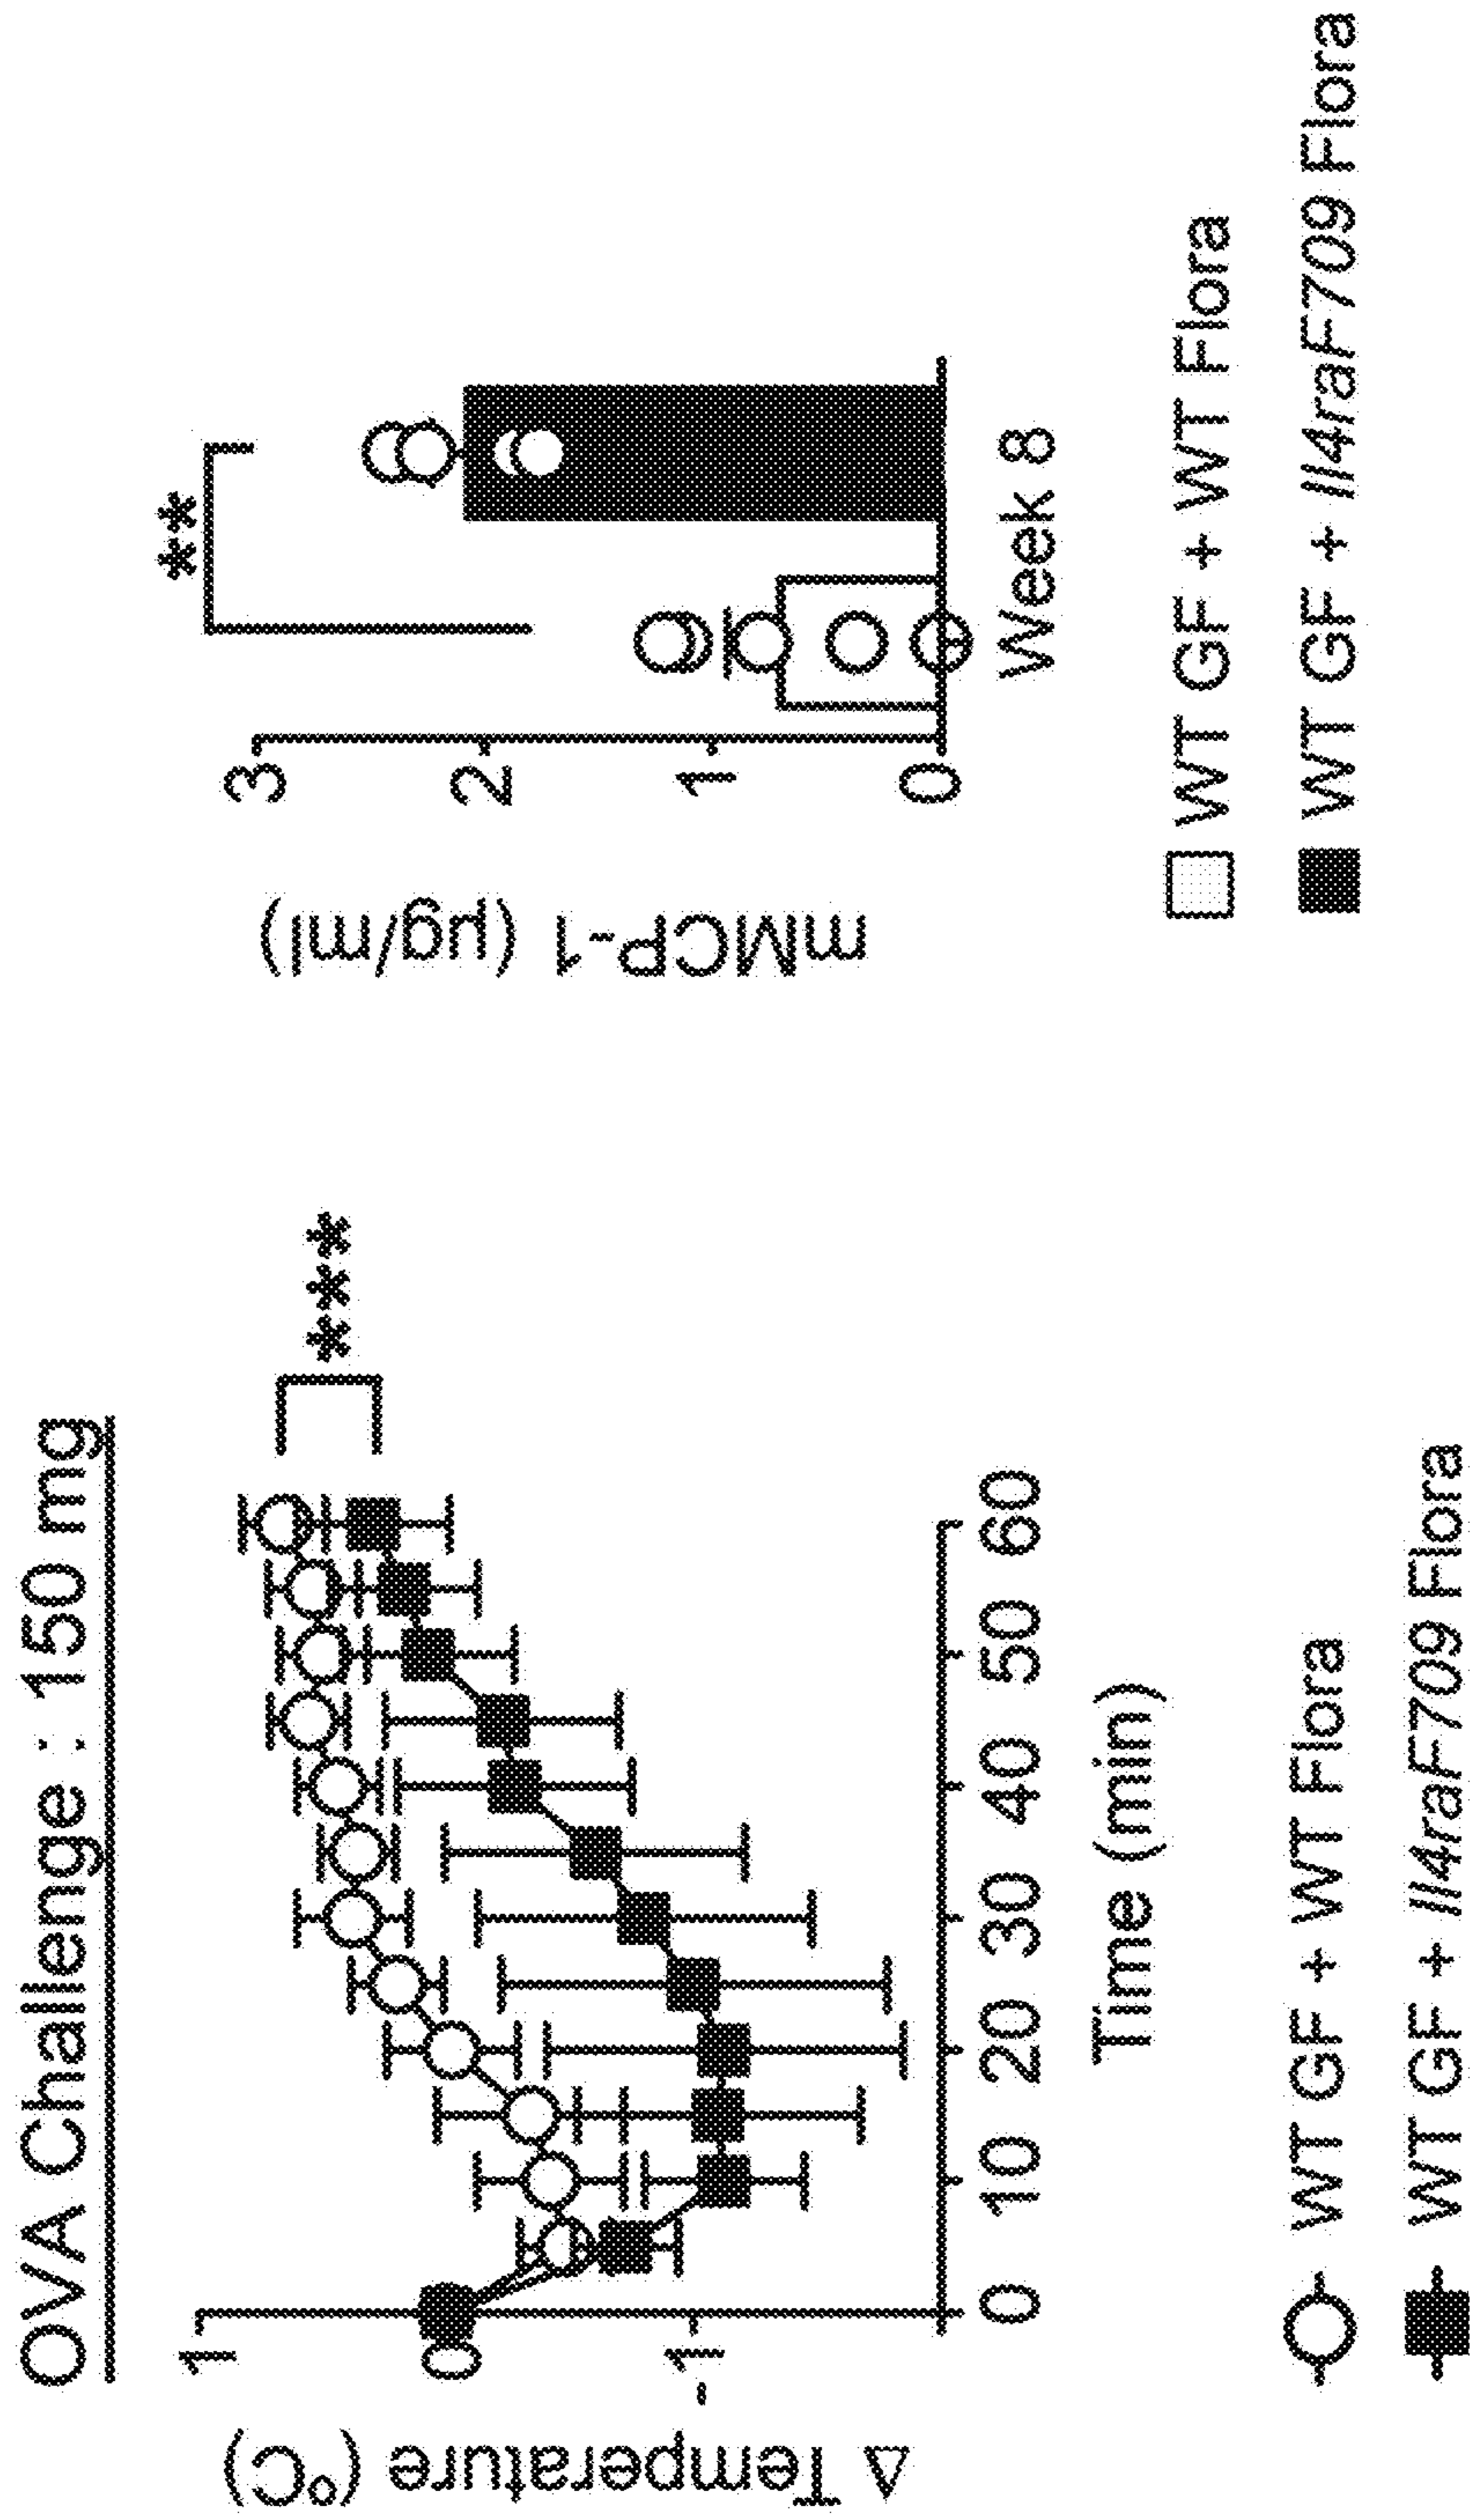 OVA Challenge : 150 mg
Δ Temperature (°C)
1
0
-1
0 10 20 30 40 50 60
Time (min)
***
WT GF + WT Flora
WT GF + Il4raF709 Flora
mMCP-1 (µg/ml)
3
2
1
0
**
Week 8
WT GF + WT Flora
WT GF + Il4raF709 Flora